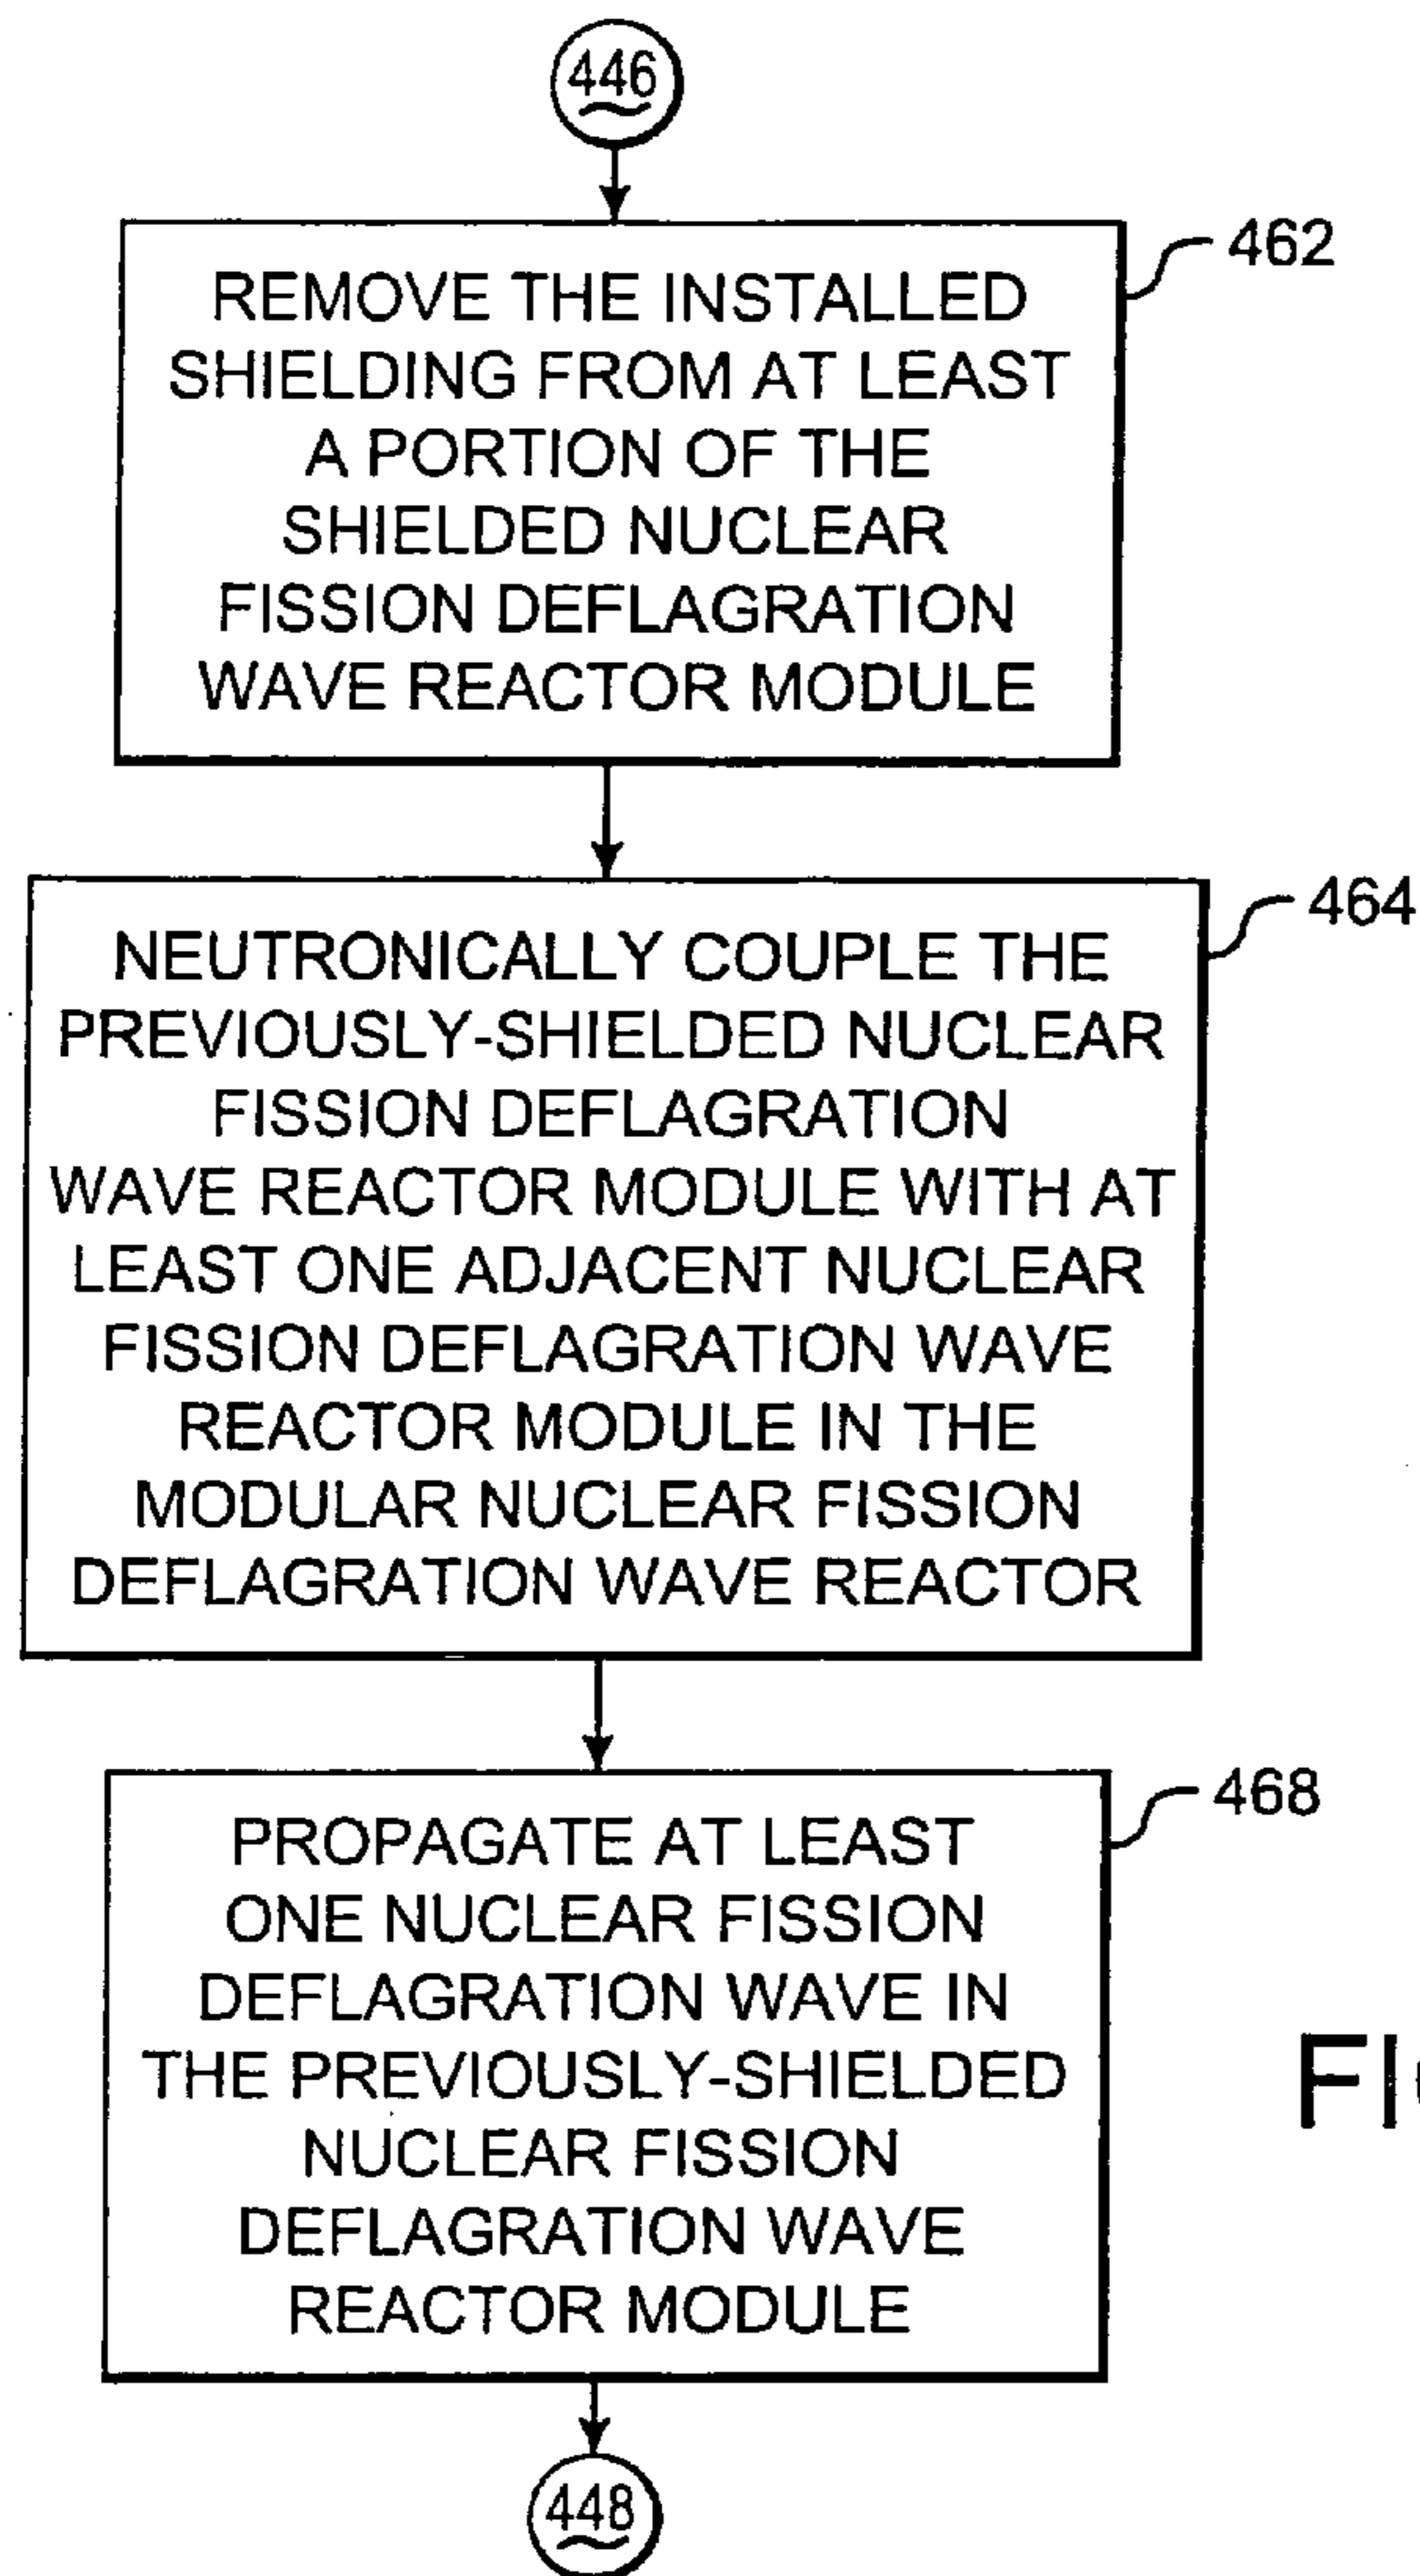 446
REMOVE THE INSTALLED
SHIELDING FROM AT LEAST
A PORTION OF THE
SHIELDED NUCLEAR
FISSION DEFLAGRATION
WAVE REACTOR MODULE
462
NEUTRONICALLY COUPLE THE
PREVIOUSLY-SHIELDED NUCLEAR
FISSION DEFLAGRATION
WAVE REACTOR MODULE WITH AT
LEAST ONE ADJACENT NUCLEAR
FISSION DEFLAGRATION WAVE
REACTOR MODULE IN THE
MODULAR NUCLEAR FISSION
DEFLAGRATION WAVE REACTOR
464
PROPAGATE AT LEAST
ONE NUCLEAR FISSION
DEFLAGRATION WAVE IN
THE PREVIOUSLY-SHIELDED
NUCLEAR FISSION
DEFLAGRATION WAVE
REACTOR MODULE
468
448